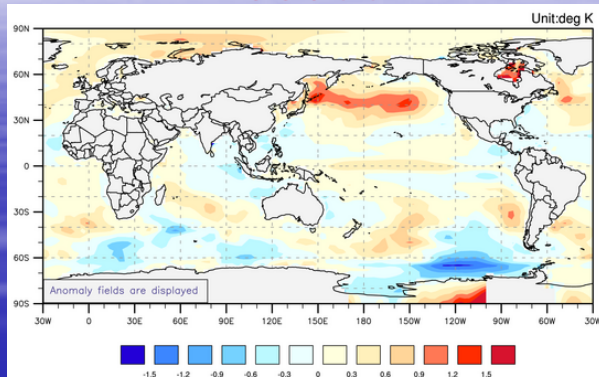 Unit:deg K
90N
60N
30N
0
30S
60S
90S
Anomaly fields are displayed
30W 0 30E 60E 90E 120E 150E 180 150W 120W 90W 60W 30W
-1.5 -1.2 -0.9 -0.6 -0.3 0 0.3 0.6 0.9 1.2 1.5